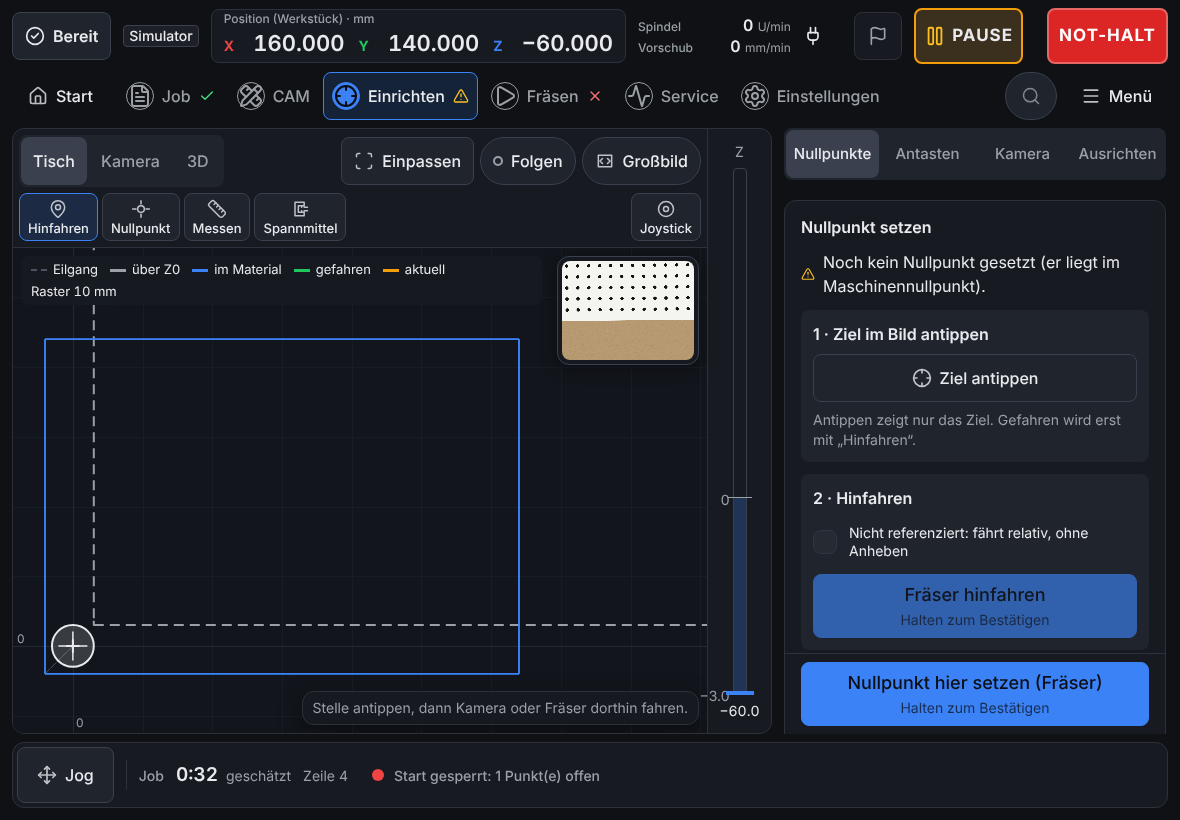 Bereit
Simulator
Position (Werkstück) · mm
X 160.000 Y 140.000 Z −60.000
Spindel 0 U/min
Vorschub 0 mm/min
PAUSE
NOT-HALT
Start
Job
CAM
Einrichten
Fräsen
Service
Einstellungen
Menü
Tisch
Kamera
3D
Einpassen
Folgen
Großbild
Hinfahren
Nullpunkt
Messen
Spannmittel
Joystick
Eilgang
über Z0
im Material
gefahren
aktuell
Raster 10 mm
0
0
Stelle antippen, dann Kamera oder Fräser dorthin fahren.
Z
0
−3.0
−60.0
Nullpunkte
Antasten
Kamera
Ausrichten
Nullpunkt setzen
Noch kein Nullpunkt gesetzt (er liegt im
Maschinennullpunkt).
1 · Ziel im Bild antippen
Ziel antippen
Antippen zeigt nur das Ziel. Gefahren wird erst
mit „Hinfahren“.
2 · Hinfahren
Nicht referenziert: fährt relativ, ohne
Anheben
Fräser hinfahren
Halten zum Bestätigen
Nullpunkt hier setzen (Fräser)
Halten zum Bestätigen
Jog
Job 0:32 geschätzt Zeile 4
Start gesperrt: 1 Punkt(e) offen